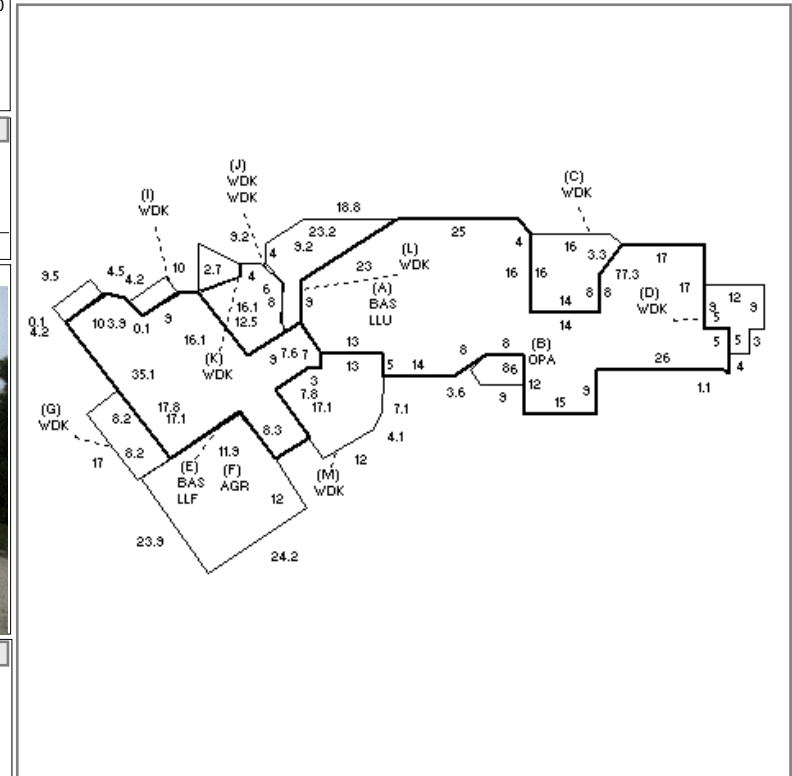 (J)
WDK
WDK
(C)
WDK
(I)
WDK
18.8
9.2
4
23.2
9.2
25
4
16
3.3
17
(L)
WDK
9.5
4.5
4.2
10
2.7
4
6
8
23
9
16
16
77.3
17
(A)
BAS
LLU
(D)
WDK
8
8
14
14
9
12
9
5
5
5
3
4
0.1
4.2
10
3.9
0.1
9
16.1
12.5
16.1
(K)
WDK
9
7.6
7
13
13
5
14
8
8
(B)
OPA
8
6
12
3.6
9
15
9
26
1.1
35.1
3
7.8
17.1
7.1
4.1
12
(G)
WDK
8.2
8.2
17
17.8
17.1
8.3
11.9
(E)
BAS
LLF
(F)
AGR
12
(M)
WDK
23.9
24.2